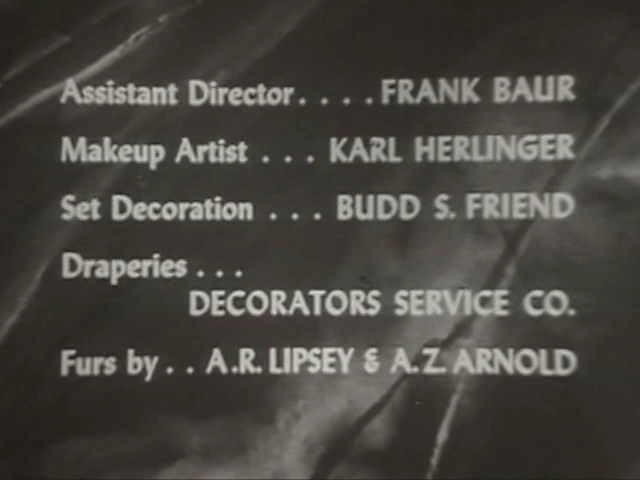 Assistant Director....FRANK BAUR
Makeup Artist ... KARL HERLINGER
Set Decoration ... BUDD S. FRIEND
Draperies...
DECORATORS SERVICE CO.
Furs by.. A.R. LIPSEY & A.Z. ARNOLD